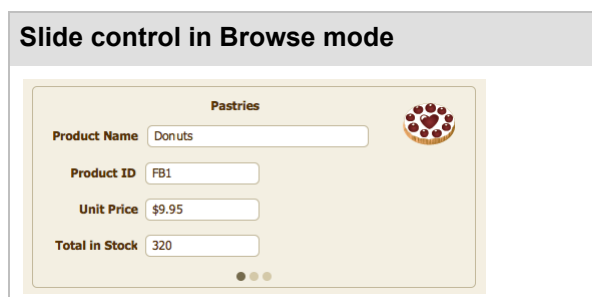 Slide control in Browse mode
Pastries
Product Name Donuts
Product ID FB1
Unit Price $9.95
Total in Stock 320